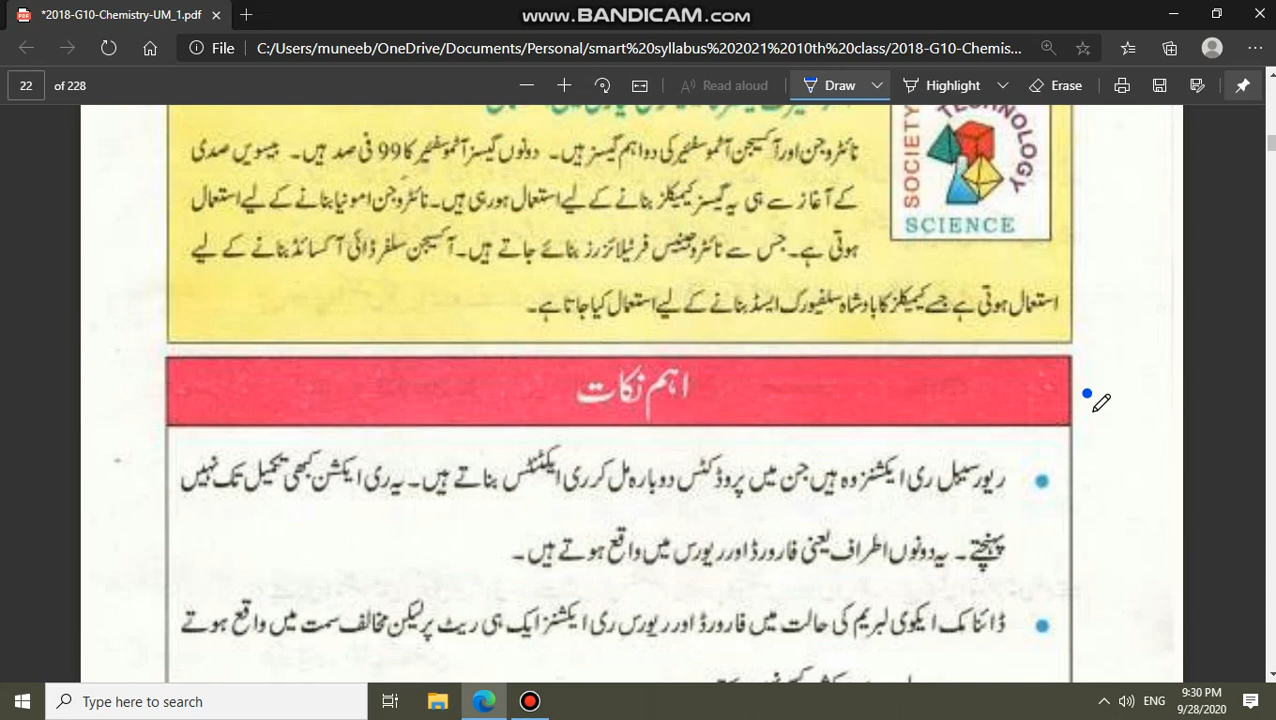 *2018-G10-Chemistry-UM_1.pdf
WWW.BANDICAM.COM
File
C:/Users/muneeb/OneDrive/Documents/Personal/smart%20syllabus%202021%2010th%20class/2018-G10-Chemis...
22 of 228
Read aloud
Draw
Highlight
Erase
SOCIETY
TECHNOLOGY
SCIENCE
نائٹروجن اور آکسیجن آٹموسفیئر کی دو اہم گیسز ہیں۔ دونوں گیسز آٹموسفیئر کا 99 فی صد ہیں۔ بیسویں صدی
کے آغاز سے ہی یہ گیسز کیمیکلز بنانے کے لیے استعمال ہو رہی ہیں۔ نائٹروجن امونیا بنانے کے لیے استعمال
ہوتی ہے۔ جس سے نائٹروجینیس فرٹیلائزرز بنائے جاتے ہیں۔ آکسیجن سلفر ڈائی آکسائڈ بنانے کے لیے
استعمال ہوتی ہے جسے کیمیکلز کا بادشاہ سلفیورک ایسڈ بنانے کے لیے استعمال کیا جاتا ہے۔
اہم نکات
ریورسیبل ری ایکشنز وہ ہیں جن میں پروڈکٹس دوبارہ مل کر ری ایکٹنٹس بناتے ہیں۔ یہ ری ایکشن کبھی تکمیل تک نہیں
پہنچتے۔ یہ دونوں اطراف یعنی فارورڈ اور ریورس میں واقع ہوتے ہیں۔
ڈائنامک ایکوی لبریم کی حالت میں فارورڈ اور ریورس ری ایکشنز ایک ہی ریٹ پر لیکن مخالف سمت میں واقع ہوتے
Type here to search
ENG
9:30 PM
9/28/2020